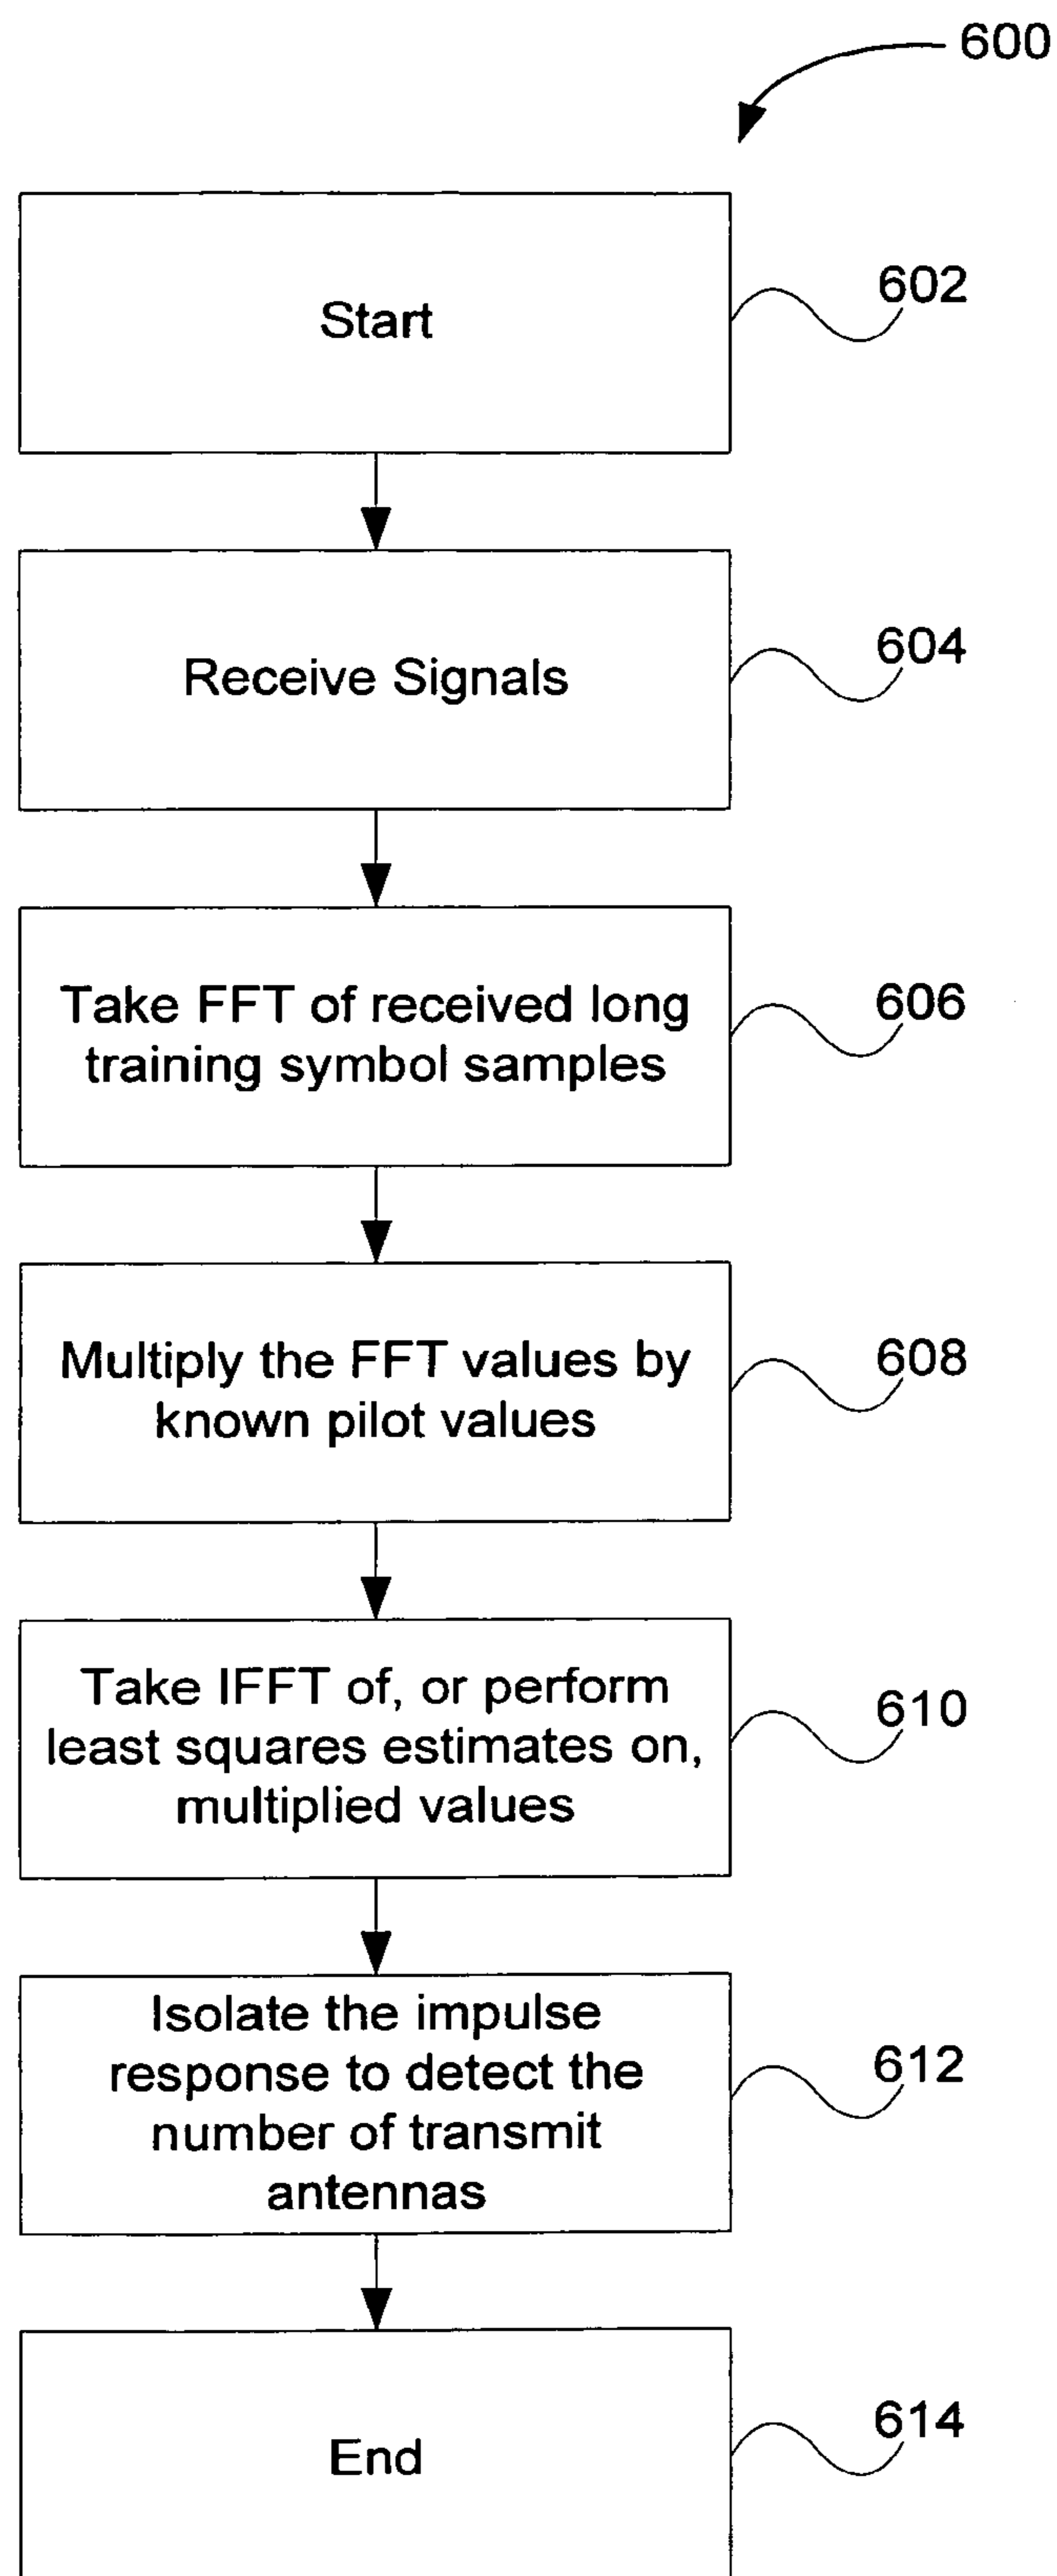 600
Start
602
Receive Signals
604
Take FFT of received long
training symbol samples
606
Multiply the FFT values by
known pilot values
608
Take IFFT of, or perform
least squares estimates on,
multiplied values
610
Isolate the impulse
response to detect the
number of transmit
antennas
612
End
614